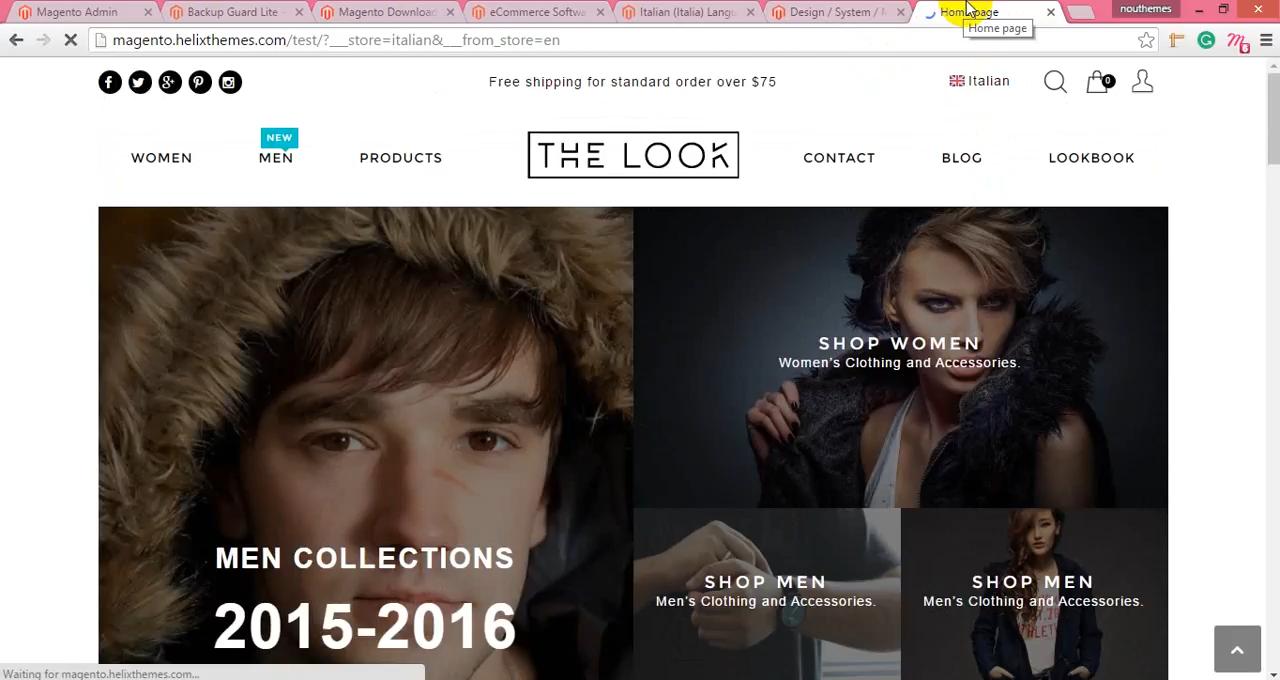 Magento Admin
Backup Guard Lite -
Magento Download
eCommerce Softwa
Italian (Italia) Langu
Design / System / M
Home page
nouthemes
magento.helixthemes.com/test/?___store=italian&___from_store=en
Home page
Free shipping for standard order over $75
Italian
0
NEW
WOMEN
MEN
PRODUCTS
THE LOOK
CONTACT
BLOG
LOOKBOOK
SHOP WOMEN
Women's Clothing and Accessories.
MEN COLLECTIONS
2015-2016
SHOP MEN
Men's Clothing and Accessories.
SHOP MEN
Men's Clothing and Accessories.
Waiting for magento.helixthemes.com...